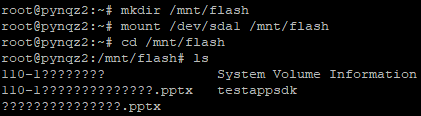 root@pynqz2:~# mkdir /mnt/flash
root@pynqz2:~# mount /dev/sda1 /mnt/flash
root@pynqz2:~# cd /mnt/flash
root@pynqz2:/mnt/flash# ls
110-1???????? System Volume Information
110-1??????????????.pptx testappsdk
???????????????.pptx